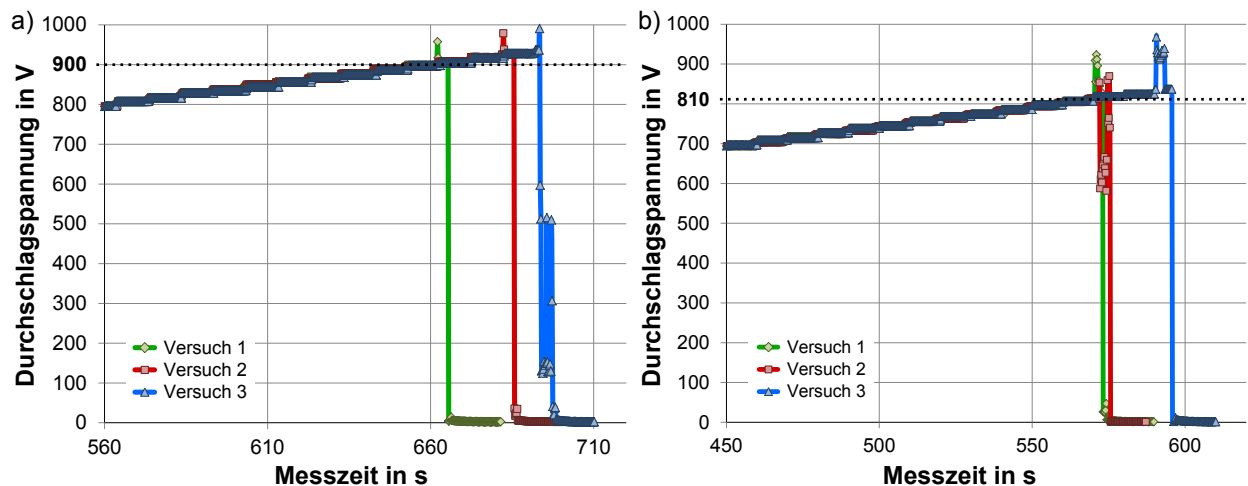 a)
Durchschlagspannung in V
1000
900
800
700
600
500
400
300
200
100
0
Versuch 1
Versuch 2
Versuch 3
560
610
660
710
Messzeit in s
b)
Durchschlagspannung in V
1000
900
810
700
600
500
400
300
200
100
0
Versuch 1
Versuch 2
Versuch 3
450
500
550
600
Messzeit in s